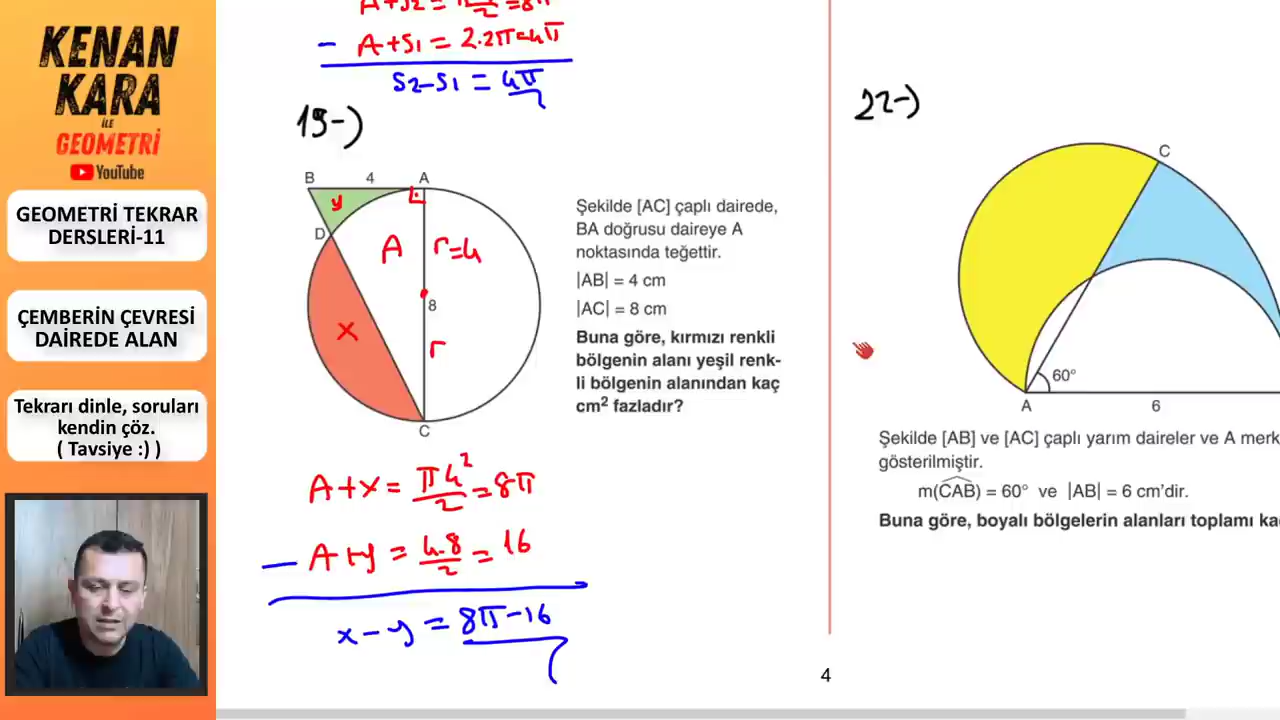 KENAN
KARA
İLE
GEOMETRİ
YouTube
GEOMETRİ TEKRAR
DERSLERİ-11
ÇEMBERİN ÇEVRESİ
DAİREDE ALAN
Tekrarı dinle, soruları
kendin çöz.
( Tavsiye :) )
- A+S1 = 2.2π=4π
S2-S1 = 4π
19-)
B 4 A
y
D
A r=4
8
x
r
C
Şekilde [AC] çaplı dairede,
BA doğrusu daireye A
noktasında teğettir.
|AB| = 4 cm
|AC| = 8 cm
Buna göre, kırmızı renkli
bölgenin alanı yeşil renk-
li bölgenin alanından kaç
cm² fazladır?
A+x = π4²/2 = 8π
- A+y = 4.8/2 = 16
x-y = 8π-16
22-)
C
60°
A 6
Şekilde [AB] ve [AC] çaplı yarım daireler ve A merk
gösterilmiştir.
m(CAB) = 60° ve |AB| = 6 cm'dir.
Buna göre, boyalı bölgelerin alanları toplamı ka
4